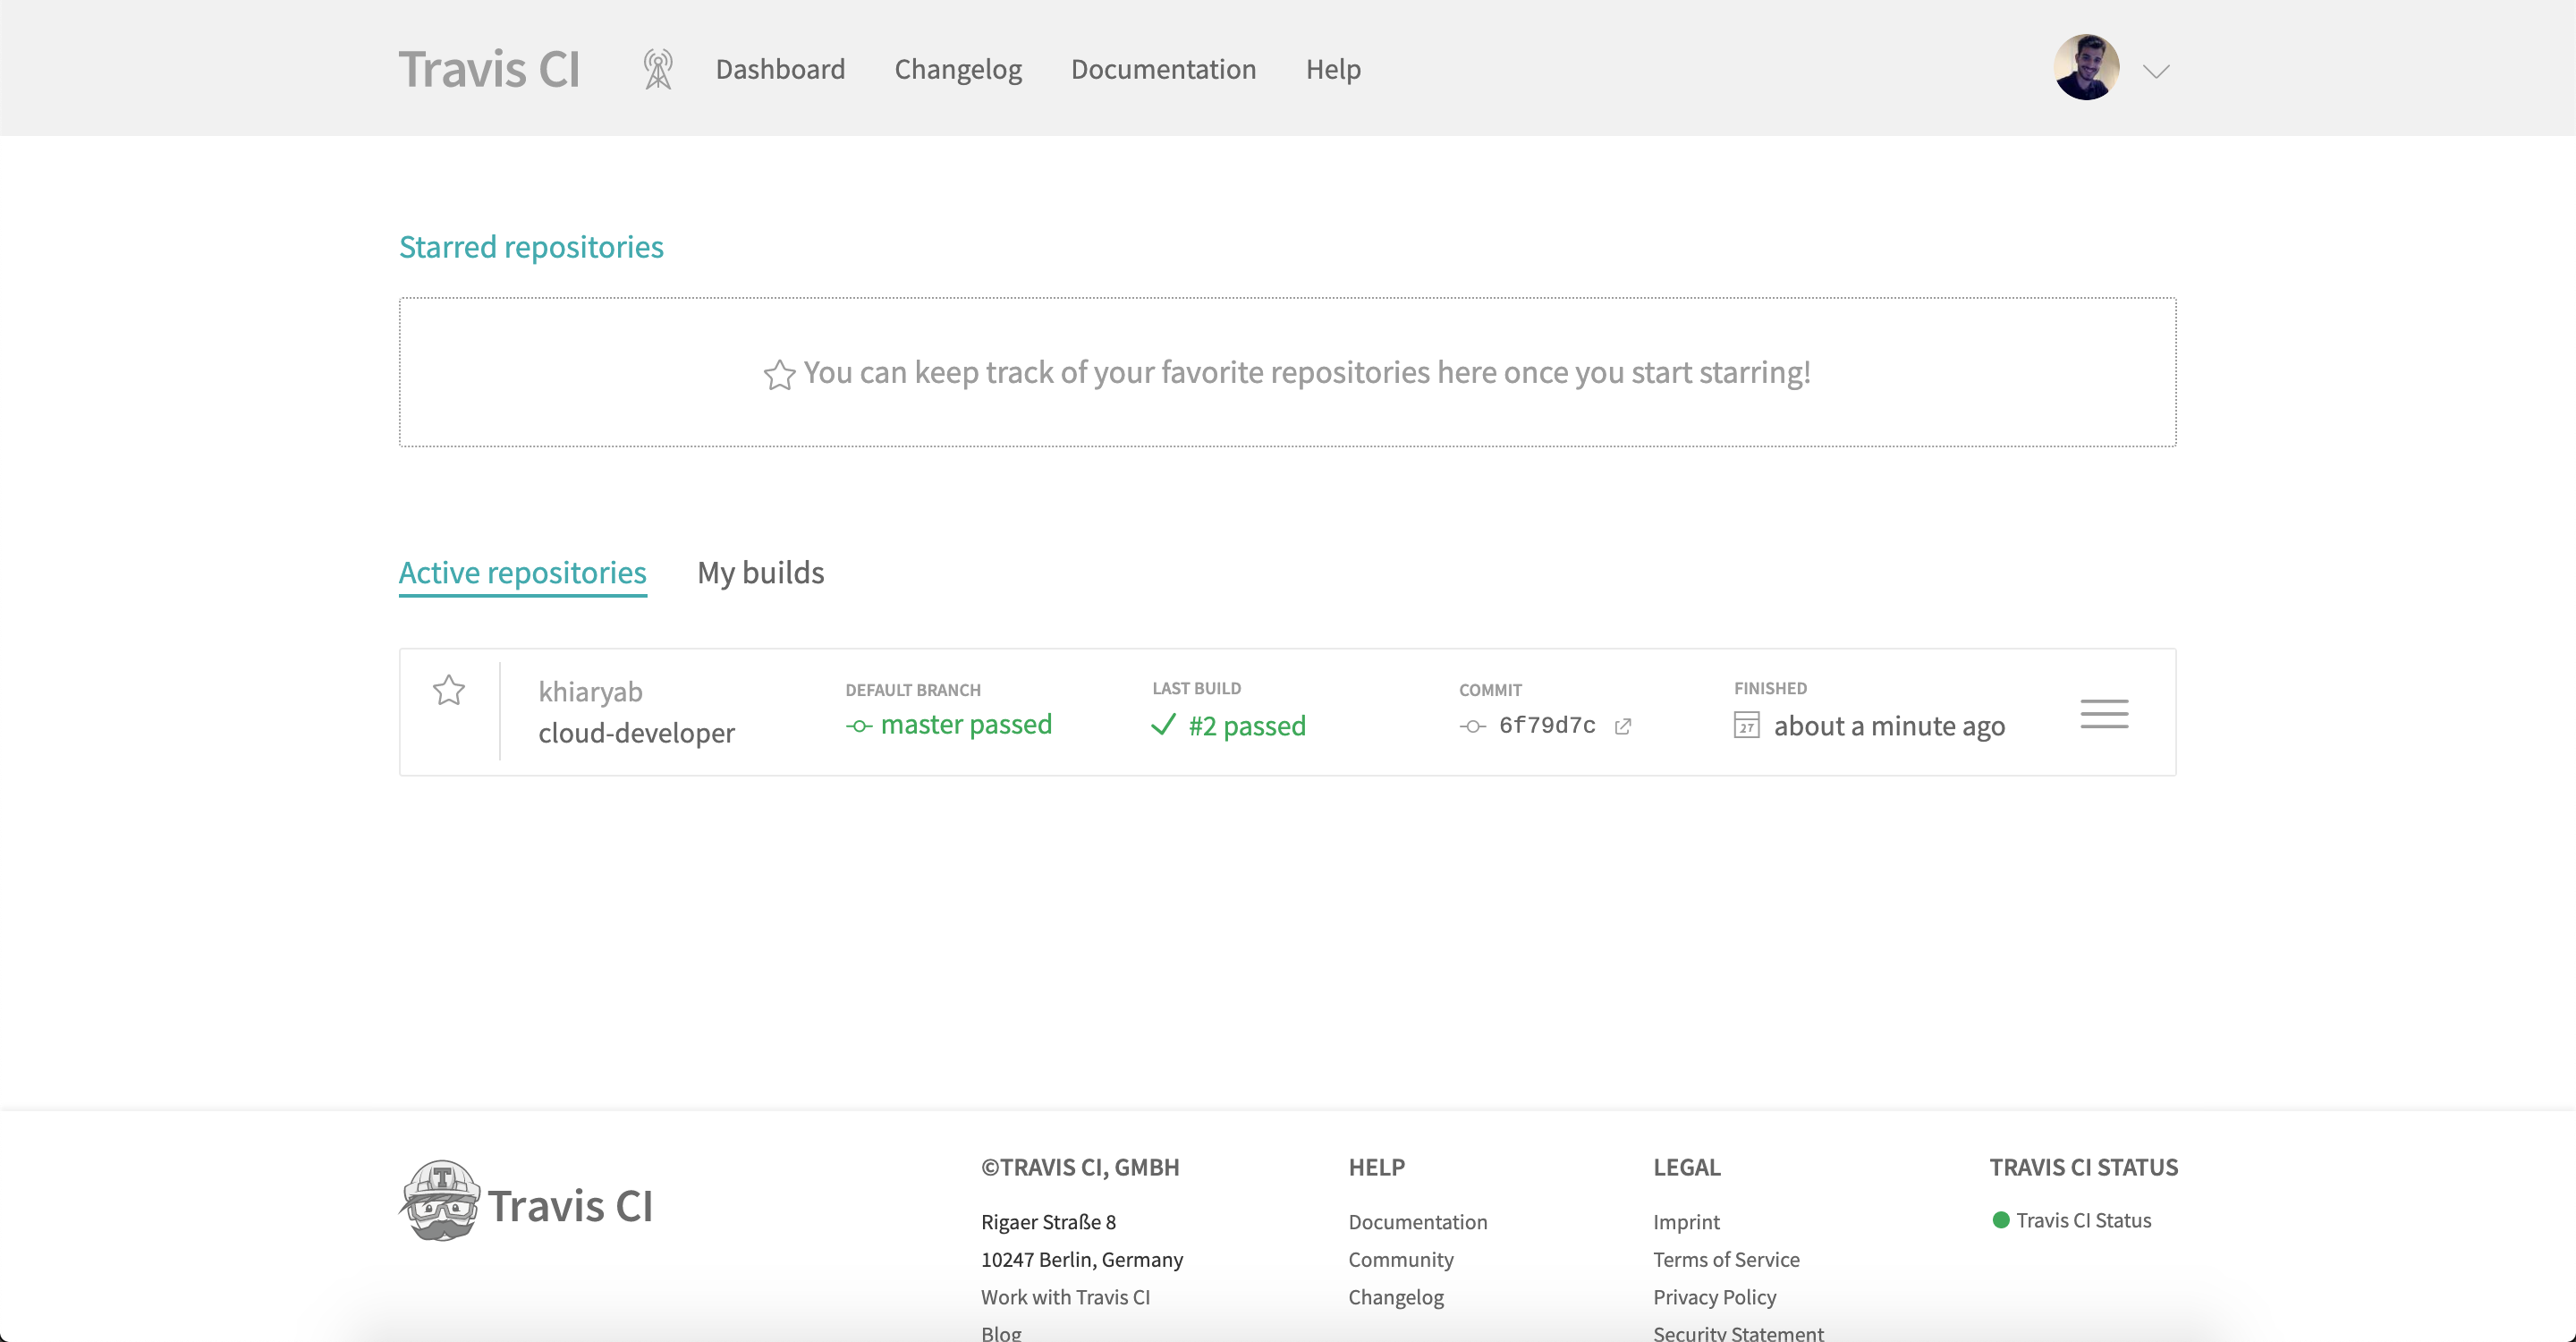 Travis CI
Dashboard
Changelog
Documentation
Help
Starred repositories
You can keep track of your favorite repositories here once you start starring!
Active repositories
My builds
khiaryab
cloud-developer
DEFAULT BRANCH
master passed
LAST BUILD
#2 passed
COMMIT
6f79d7c
FINISHED
27
about a minute ago
T
Travis CI
©TRAVIS CI, GMBH
Rigaer Straße 8
10247 Berlin, Germany
Work with Travis CI
Blog
HELP
Documentation
Community
Changelog
LEGAL
Imprint
Terms of Service
Privacy Policy
Security Statement
TRAVIS CI STATUS
Travis CI Status